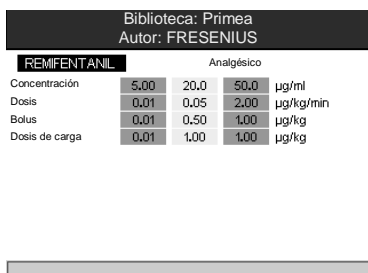 Biblioteca: Primea
Autor: FRESENIUS
REMIFENTANIL Analgésico
Concentración 5.00 20.0 50.0 µg/ml
Dosis 0.01 0.05 2.00 µg/kg/min
Bolus 0.01 0.50 1.00 µg/kg
Dosis de carga 0.01 1.00 1.00 µg/kg